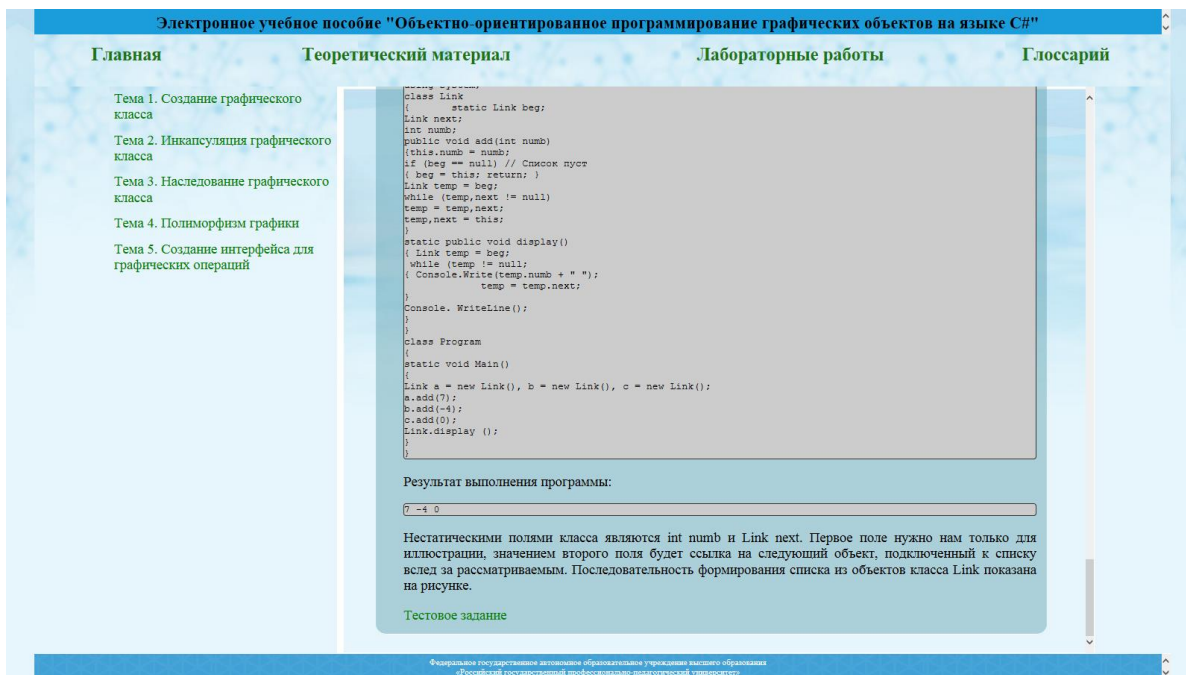 Электронное учебное пособие "Объектно-ориентированное программирование графических объектов на языке C#"
Главная Теоретический материал Лабораторные работы Глоссарий
Тема 1. Создание графического
класса
Тема 2. Инкапсуляция графического
класса
Тема 3. Наследование графического
класса
Тема 4. Полиморфизм графики
Тема 5. Создание интерфейса для
графических операций
using System;
class Link
{ static Link beg;
Link next;
int numb;
public void add(int numb)
{this.numb = numb;
if (beg == null) // Список пуст
{ beg = this; return; }
Link temp = beg;
while (temp,next != null)
temp = temp,next;
temp,next = this;
}
static public void display()
{ Link temp = beg;
while (temp != null;
{ Console.Write(temp.numb + " ");
temp = temp.next;
}
Console. WriteLine();
}
}
class Program
{
static void Main()
{
Link a = new Link(), b = new Link(), c = new Link();
a.add(7);
b.add(-4);
c.add(0);
Link.display ();
}
}
Результат выполнения программы:
7 -4 0
Нестатическими полями класса являются int numb и Link next. Первое поле нужно нам только для
иллюстрации, значением второго поля будет ссылка на следующий объект, подключенный к списку
вслед за рассматриваемым. Последовательность формирования списка из объектов класса Link показана
на рисунке.
Тестовое задание
Федеральное государственное автономное образовательное учреждение высшего образования
«Российский государственный профессионально-педагогический университет»